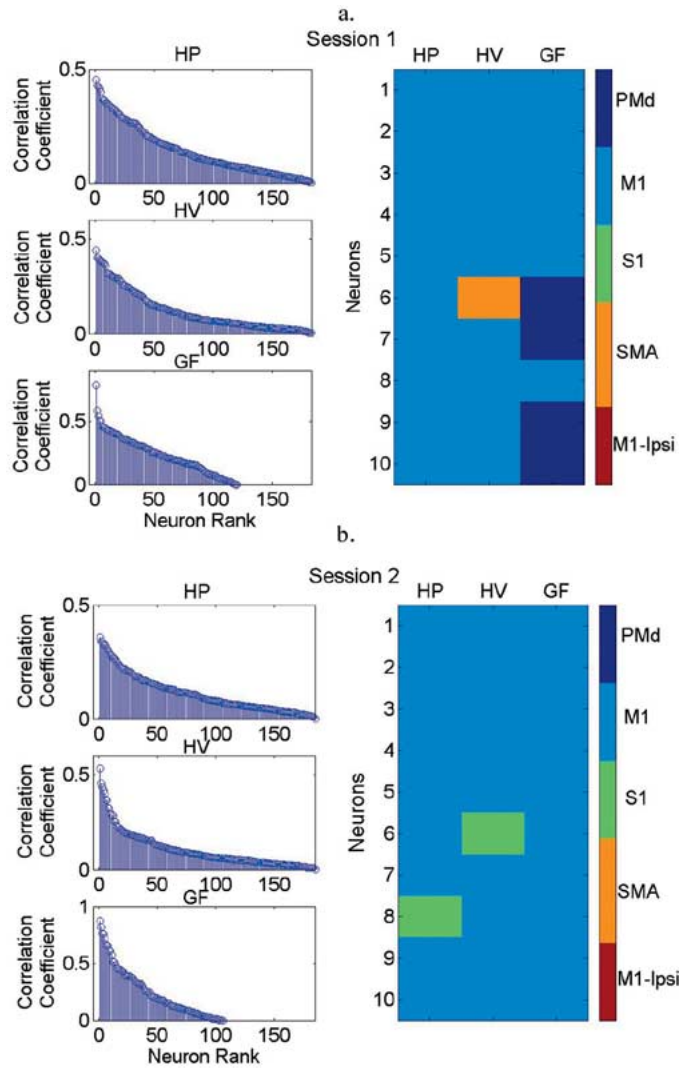 a.
Session 1
HP
Correlation
Coefficient
0.5
0
0 50 100 150
HV
Correlation
Coefficient
0.5
0
0 50 100 150
GF
Correlation
Coefficient
0.5
0
0 50 100 150
Neuron Rank
HP HV GF
Neurons
1
2
3
4
5
6
7
8
9
10
PMd
M1
S1
SMA
M1-Ipsi
b.
Session 2
HP
Correlation
Coefficient
0.5
0
0 50 100 150
HV
Correlation
Coefficient
0.5
0
0 50 100 150
GF
Correlation
Coefficient
1
0.5
0
0 50 100 150
Neuron Rank
HP HV GF
Neurons
1
2
3
4
5
6
7
8
9
10
PMd
M1
S1
SMA
M1-Ipsi